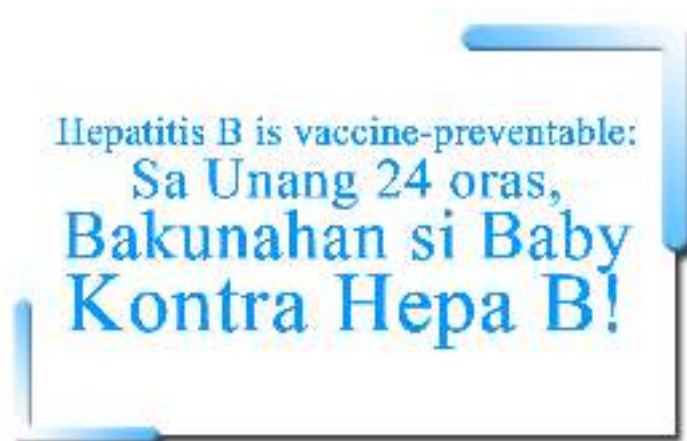 Hepatitis B is vaccine-preventable:
Sa Unang 24 oras,
Bakunahan si Baby
Kontra Hepa B!